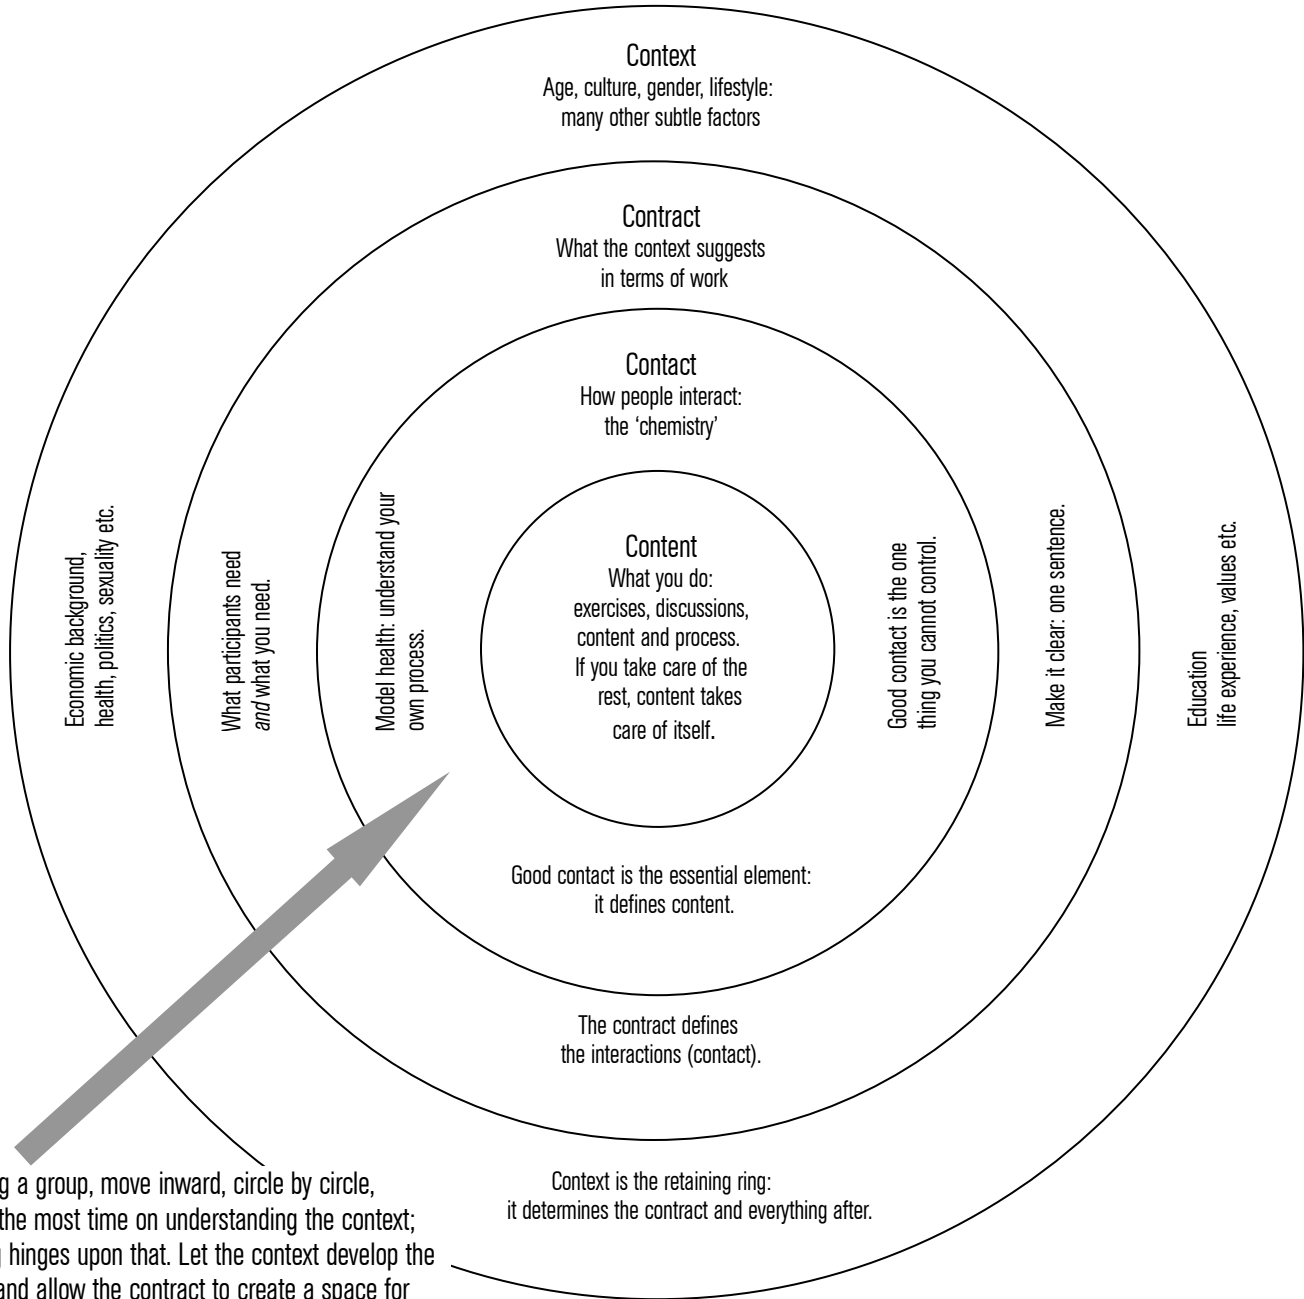 Context
Age, culture, gender, lifestyle:
many other subtle factors
Contract
What the context suggests
in terms of work
Contact
How people interact:
the ‘chemistry’
Content
What you do:
exercises, discussions,
content and process.
If you take care of the
rest, content takes
care of itself.
Economic background,
health, politics, sexuality etc.
What participants need
and what you need.
Model health: understand your
own process.
Good contact is the one
thing you cannot control.
Make it clear: one sentence.
Education
life experience, values etc.
Good contact is the essential element:
it defines content.
The contract defines
the interactions (contact).
Context is the retaining ring:
it determines the contract and everything after.
a group, move inward, circle by circle,
the most time on understanding the context;
hinges upon that. Let the context develop the
and allow the contract to create a space for